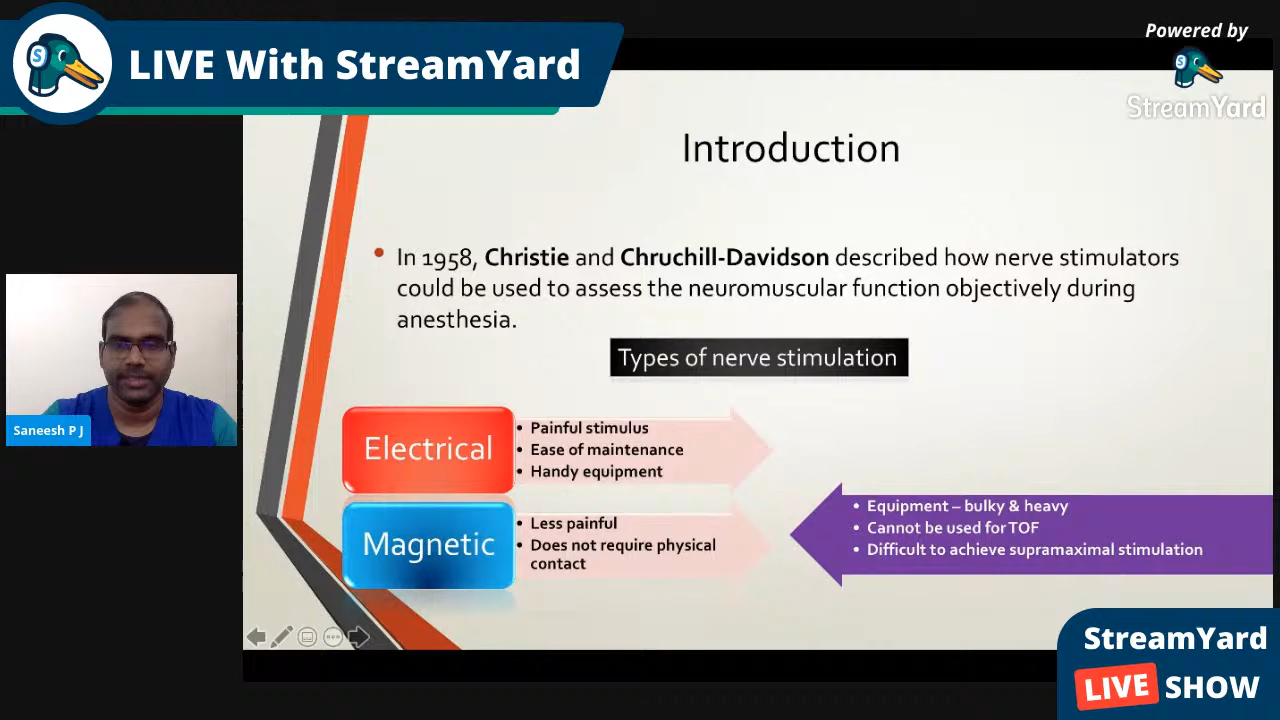 LIVE With StreamYard
Powered by
StreamYard
Introduction
• In 1958, Christie and Chruchill-Davidson described how nerve stimulators
could be used to assess the neuromuscular function objectively during
anesthesia.
Types of nerve stimulation
Electrical
• Painful stimulus
• Ease of maintenance
• Handy equipment
Magnetic
• Less painful
• Does not require physical
contact
• Equipment – bulky & heavy
• Cannot be used for TOF
• Difficult to achieve supramaximal stimulation
Saneesh P J
StreamYard
LIVE SHOW